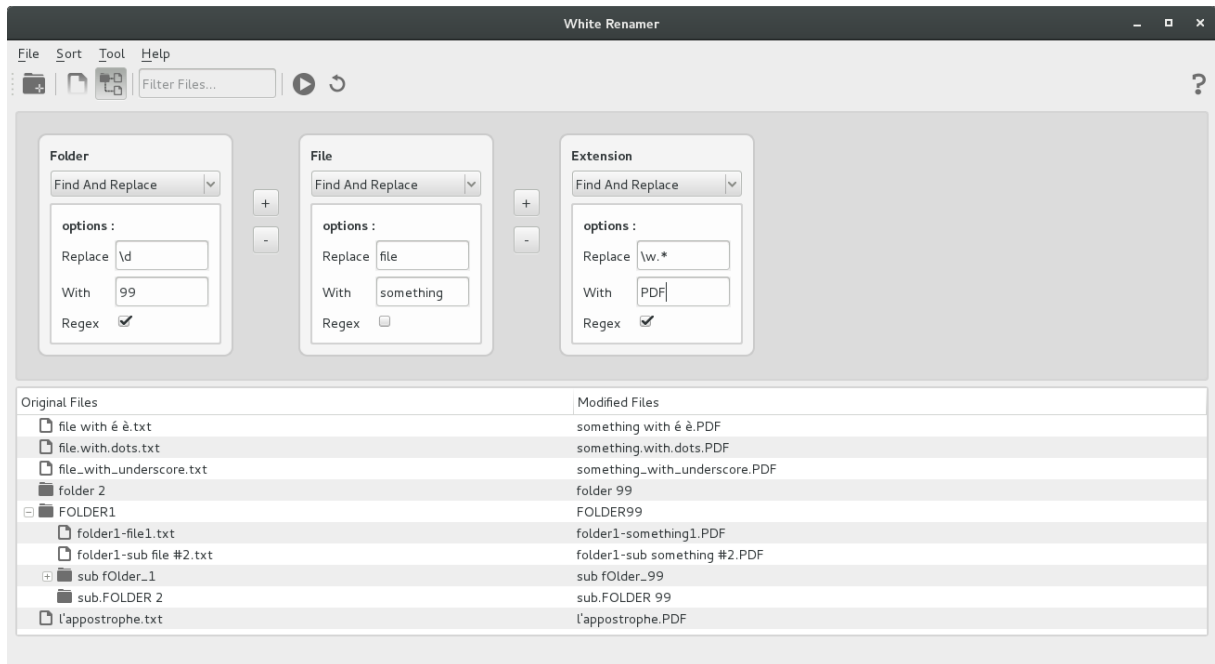 White Renamer
File Sort Tool Help
Filter Files...
?
Folder
Find And Replace
options :
Replace \d
With 99
Regex
+
-
File
Find And Replace
options :
Replace file
With something
Regex
+
-
Extension
Find And Replace
options :
Replace \w.*
With PDF
Regex
Original Files Modified Files
file with é è.txt something with é è.PDF
file.with.dots.txt something.with.dots.PDF
file_with_underscore.txt something_with_underscore.PDF
folder 2 folder 99
FOLDER1 FOLDER99
folder1-file1.txt folder1-something1.PDF
folder1-sub file #2.txt folder1-sub something #2.PDF
sub fOlder_1 sub fOlder_99
sub.FOLDER 2 sub.FOLDER 99
l'appostrophe.txt l'appostrophe.PDF